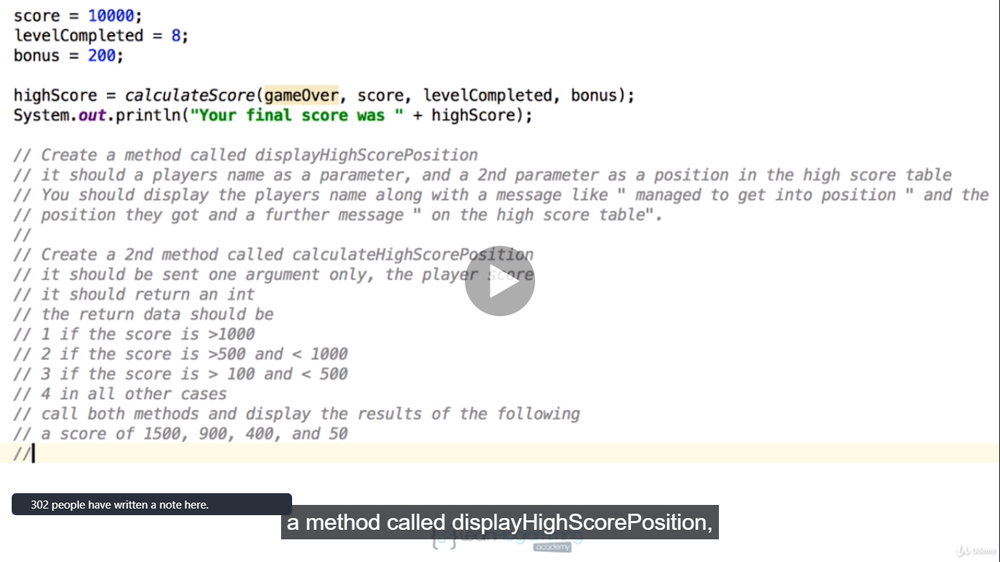 score = 10000;
levelCompleted = 8;
bonus = 200;
highScore = calculateScore(gameOver, score, levelCompleted, bonus);
System.out.println("Your final score was " + highScore);
// Create a method called displayHighScorePosition
// it should a players name as a parameter, and a 2nd parameter as a position in the high score table
// You should display the players name along with a message like " managed to get into position " and the
// position they got and a further message " on the high score table".
//
// Create a 2nd method called calculateHighScorePosition
// it should be sent one argument only, the player score
// it should return an int
// the return data should be
// 1 if the score is >1000
// 2 if the score is >500 and < 1000
// 3 if the score is > 100 and < 500
// 4 in all other cases
// call both methods and display the results of the following
// a score of 1500, 900, 400, and 50
//
302 people have written a note here.
a method called displayHighScorePosition,
academy
Udemy